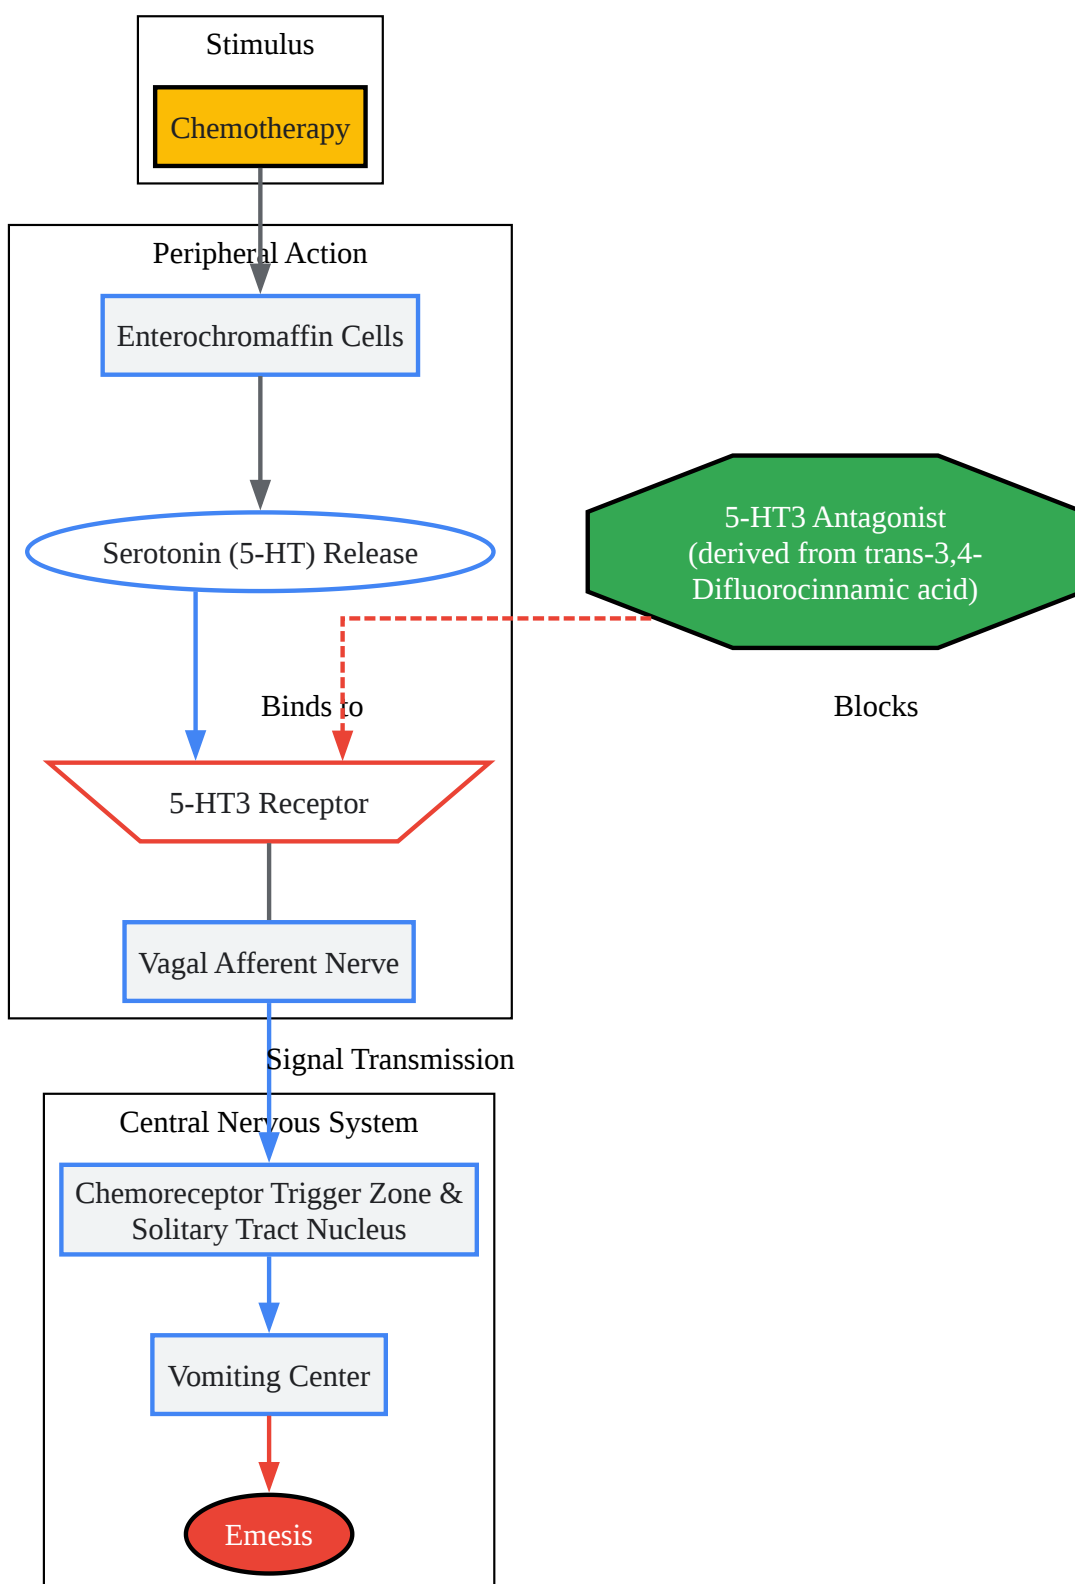 Stimulus
Chemotherapy
Peripheral Action
Enterochromaffin Cells
Serotonin (5-HT) Release
5-HT3 Antagonist
(derived from trans-3,4-
Difluorocinnamic acid)
Binds to
Blocks
5-HT3 Receptor
Vagal Afferent Nerve
Signal Transmission
Central Nervous System
Chemoreceptor Trigger Zone &
Solitary Tract Nucleus
Vomiting Center
Emesis